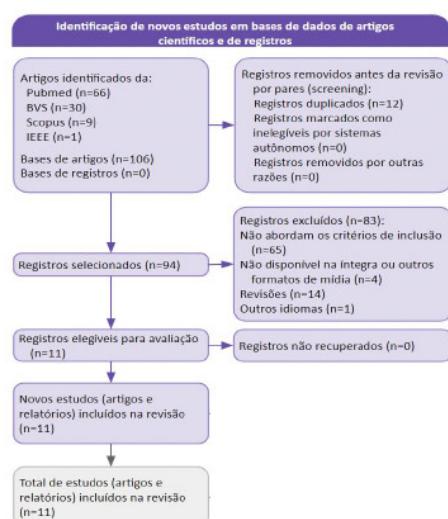 Identificação de novos estudos em bases de dados de artigos
científicos e de registros
Artigos identificados da:
Pubmed (n=66)
BVS (n=30)
Scopus (n=9)
IEEE (n=1)
Bases de artigos (n=106)
Bases de registros (n=0)
Registros removidos antes da revisão
por pares (screening):
Registros duplicados (n=12)
Registros marcados como
inelegíveis por sistemas
autônomos (n=0)
Registros removidos por outras
razões (n=0)
Registros selecionados (n=94)
Registros excluídos (n=83):
Não abordam os critérios de inclusão
(n=65)
Não disponível na íntegra ou outros
formatos de mídia (n=4)
Revisões (n=14)
Outros idiomas (n=1)
Registros elegíveis para avaliação
(n=11)
Registros não recuperados (n=0)
Novos estudos (artigos e
relatórios) incluídos na revisão
(n=11)
Total de estudos (artigos e
relatórios) incluídos na revisão
(n=11)